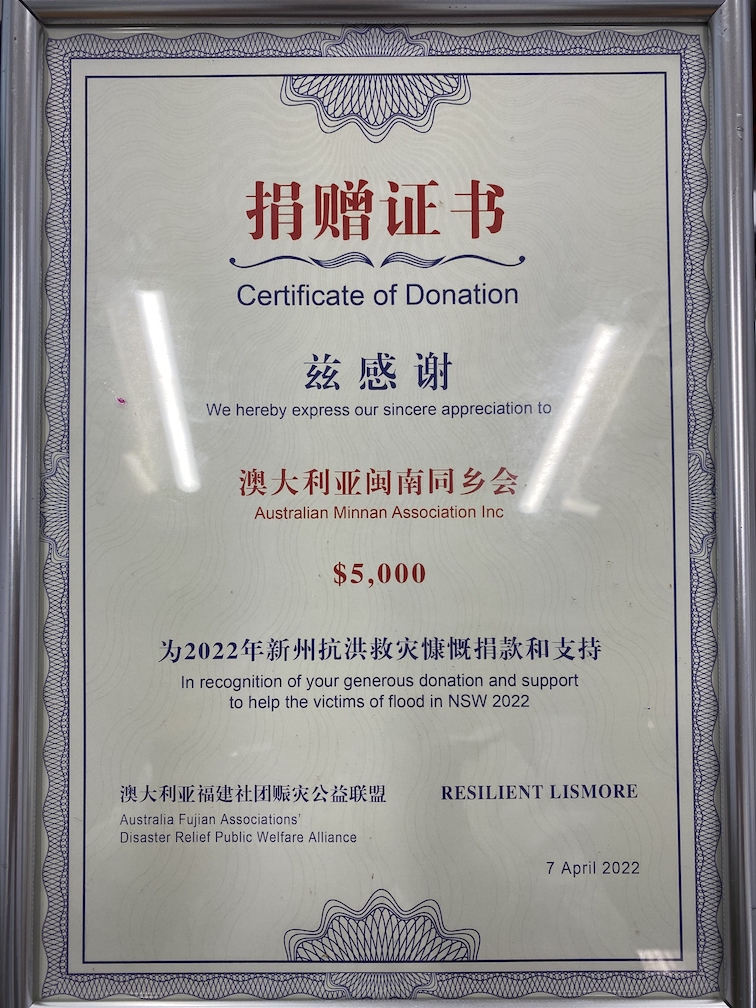 捐赠证书
Certificate of Donation
兹感谢
We hereby express our sincere appreciation to
澳大利亚闽南同乡会
Australian Minnan Association Inc
$5,000
为2022年新州抗洪救灾慷慨捐款和支持
In recognition of your generous donation and support
to help the victims of flood in NSW 2022
澳大利亚福建社团赈灾公益联盟
Australia Fujian Associations'
Disaster Relief Public Welfare Alliance
RESILIENT LISMORE
7 April 2022